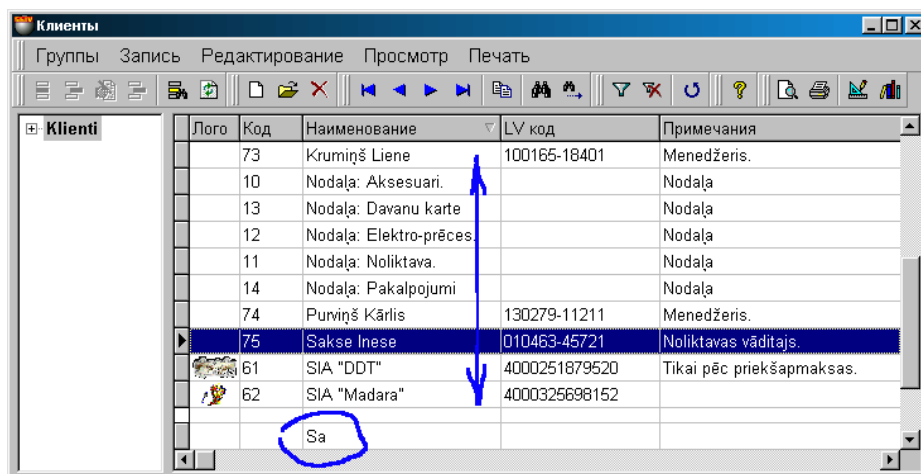 Клиенты
Группы Запись Редактирование Просмотр Печать
Klienti
Лого Код Наименование LV код Примечания
73 Krumiņš Liene 100165-18401 Menedžeris.
10 Nodaļa: Aksesuari. Nodaļa
13 Nodaļa: Davanu karte Nodaļa
12 Nodaļa: Elektro-prēces. Nodaļa
11 Nodaļa: Noliktava. Nodaļa
14 Nodaļa: Pakalpojumi Nodaļa
74 Purviņš Kārlis 130279-11211 Menedžeris.
75 Sakse Inese 010463-45721 Noliktavas vāditajs.
61 SIA "DDT" 4000251879520 Tikai pēc priekšapmaksas.
62 SIA "Madara" 4000325698152
Sa